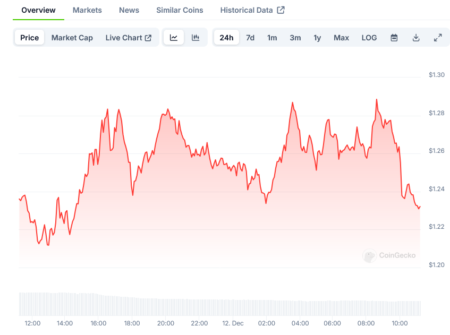 Overview Markets News Similar Coins Historical Data
Price Market Cap Live Chart 24h 7d 1m 3m 1y Max LOG
$1.30
$1.28
$1.26
$1.24
$1.22
$1.20
CoinGecko
12:00 14:00 16:00 18:00 20:00 22:00 12. Dec 02:00 04:00 06:00 08:00 10:00